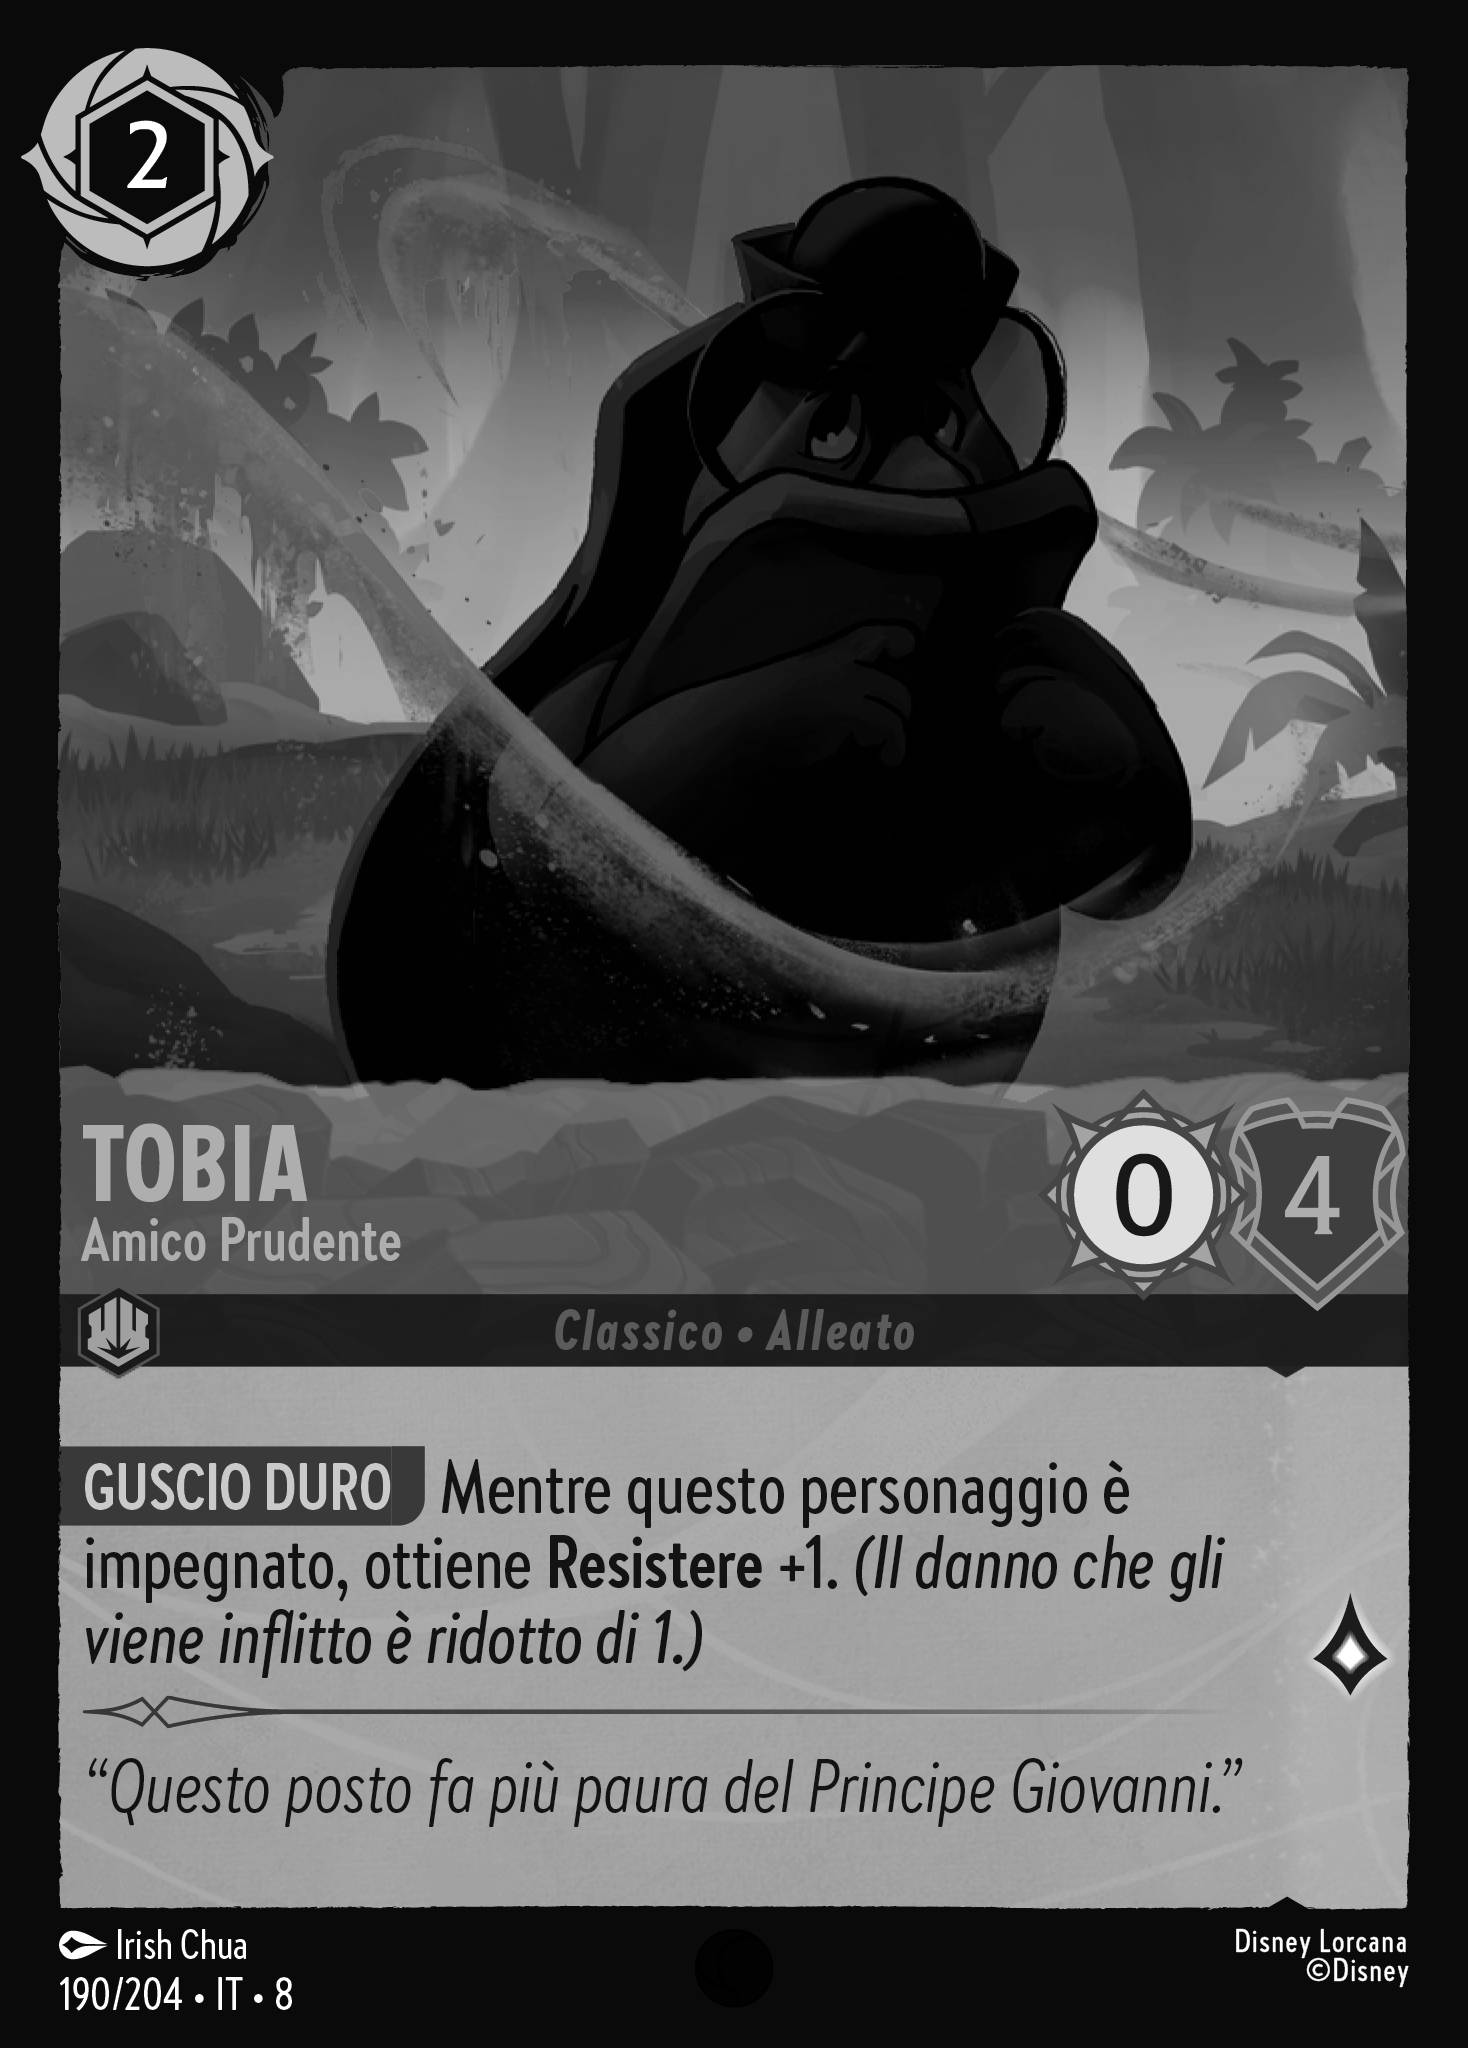 2
TOBIA
Amico Prudente
0
4
Classico • Alleato
GUSCIO DURO Mentre questo personaggio è
impegnato, ottiene Resistere +1. (Il danno che gli
viene inflitto è ridotto di 1.)
“Questo posto fa più paura del Principe Giovanni.”
Irish Chua
190/204 • IT • 8
Disney Lorcana
©Disney